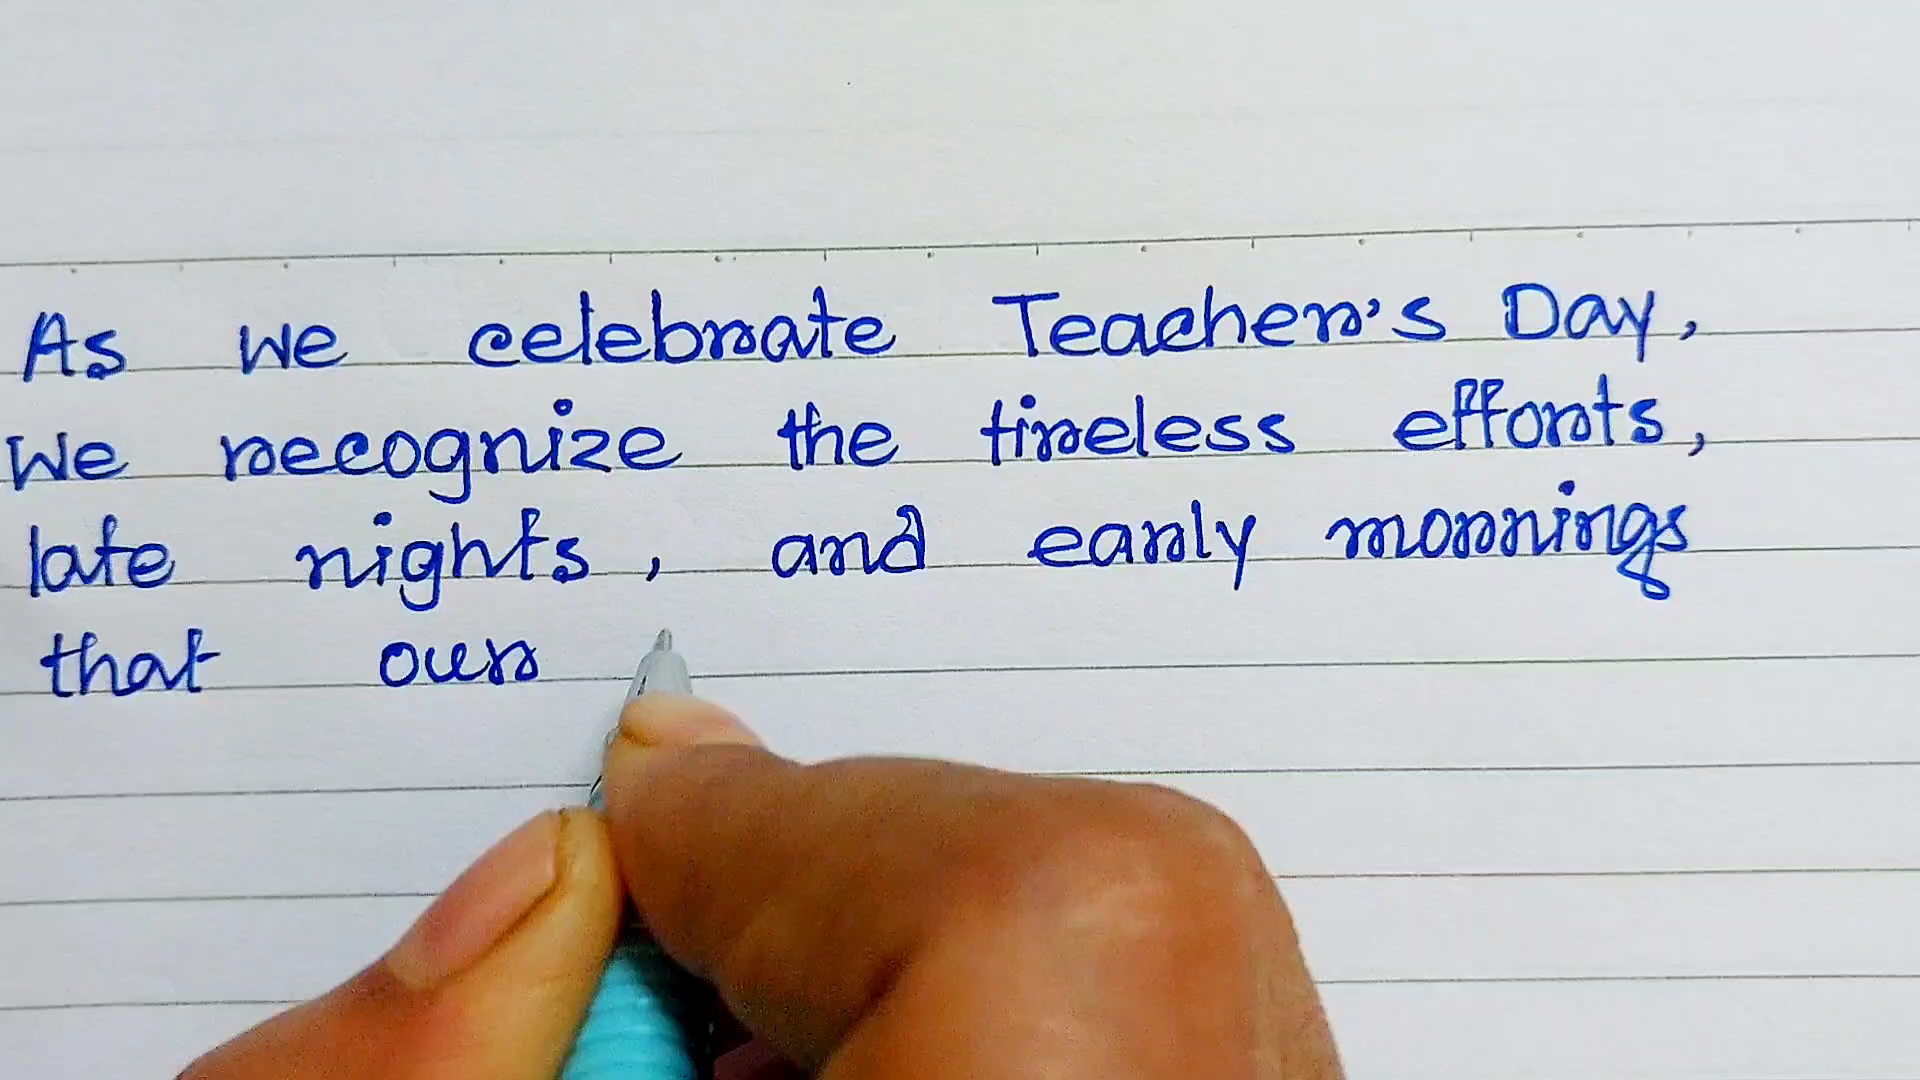 As we celebrate Teacher's Day,
We recognize the tireless efforts,
late nights, and early mornings
that our